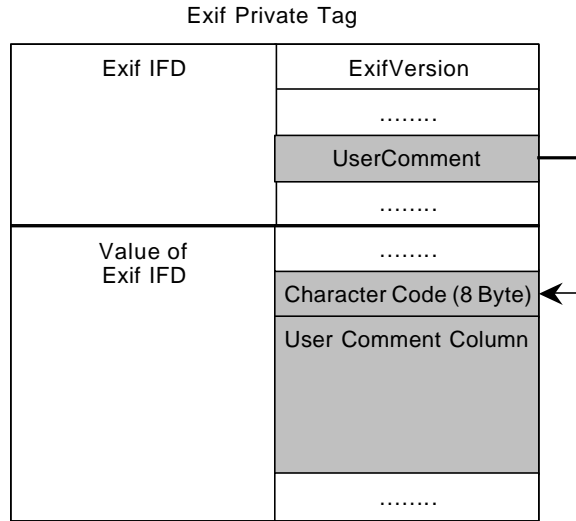 Exif Private Tag
Exif IFD
ExifVersion
........
UserComment
........
Value of
Exif IFD
........
Character Code (8 Byte)
User Comment Column
........